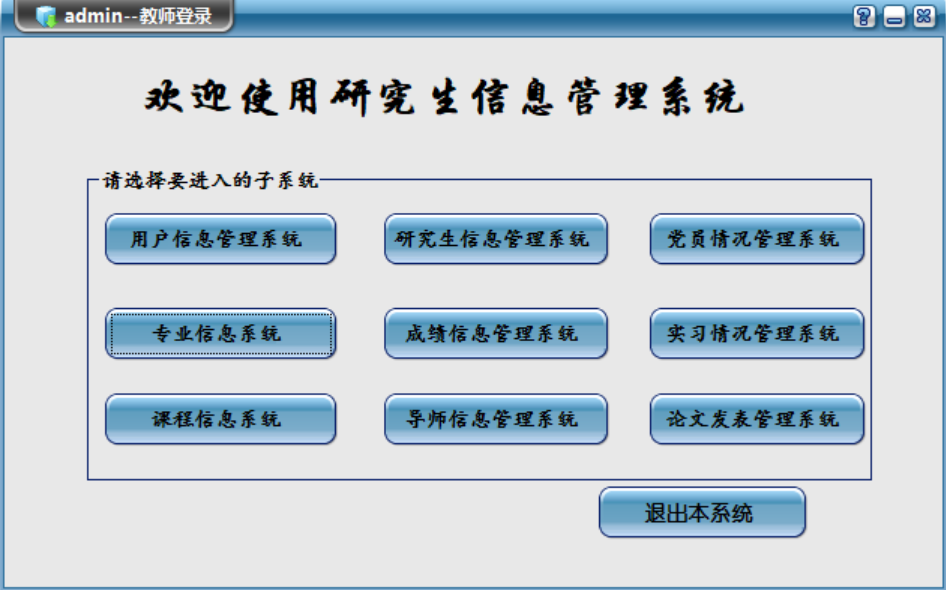 admin--教师登录
欢迎使用研究生信息管理系统
请选择要进入的子系统
用户信息管理系统 研究生信息管理系统 党员情况管理系统
专业信息系统 成绩信息管理系统 实习情况管理系统
课程信息系统 导师信息管理系统 论文发表管理系统
退出本系统